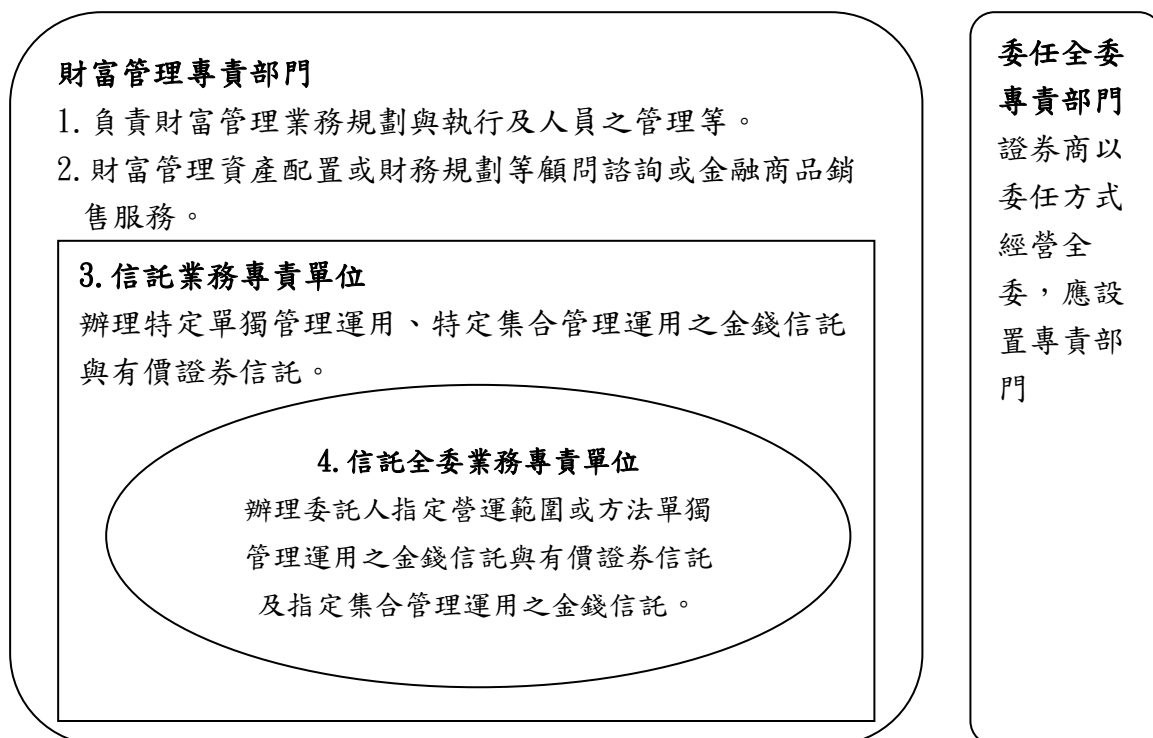 財富管理專責部門
1.負責財富管理業務規劃與執行及人員之管理等。
2.財富管理資產配置或財務規劃等顧問諮詢或金融商品銷
售服務。
3.信託業務專責單位
辦理特定單獨管理運用、特定集合管理運用之金錢信託
與有價證券信託。
4.信託全委業務專責單位
辦理委託人指定營運範圍或方法單獨
管理運用之金錢信託與有價證券信託
及指定集合管理運用之金錢信託。
委任全委
專責部門
證券商以
委任方式
經營全
委，應設
置專責部
門